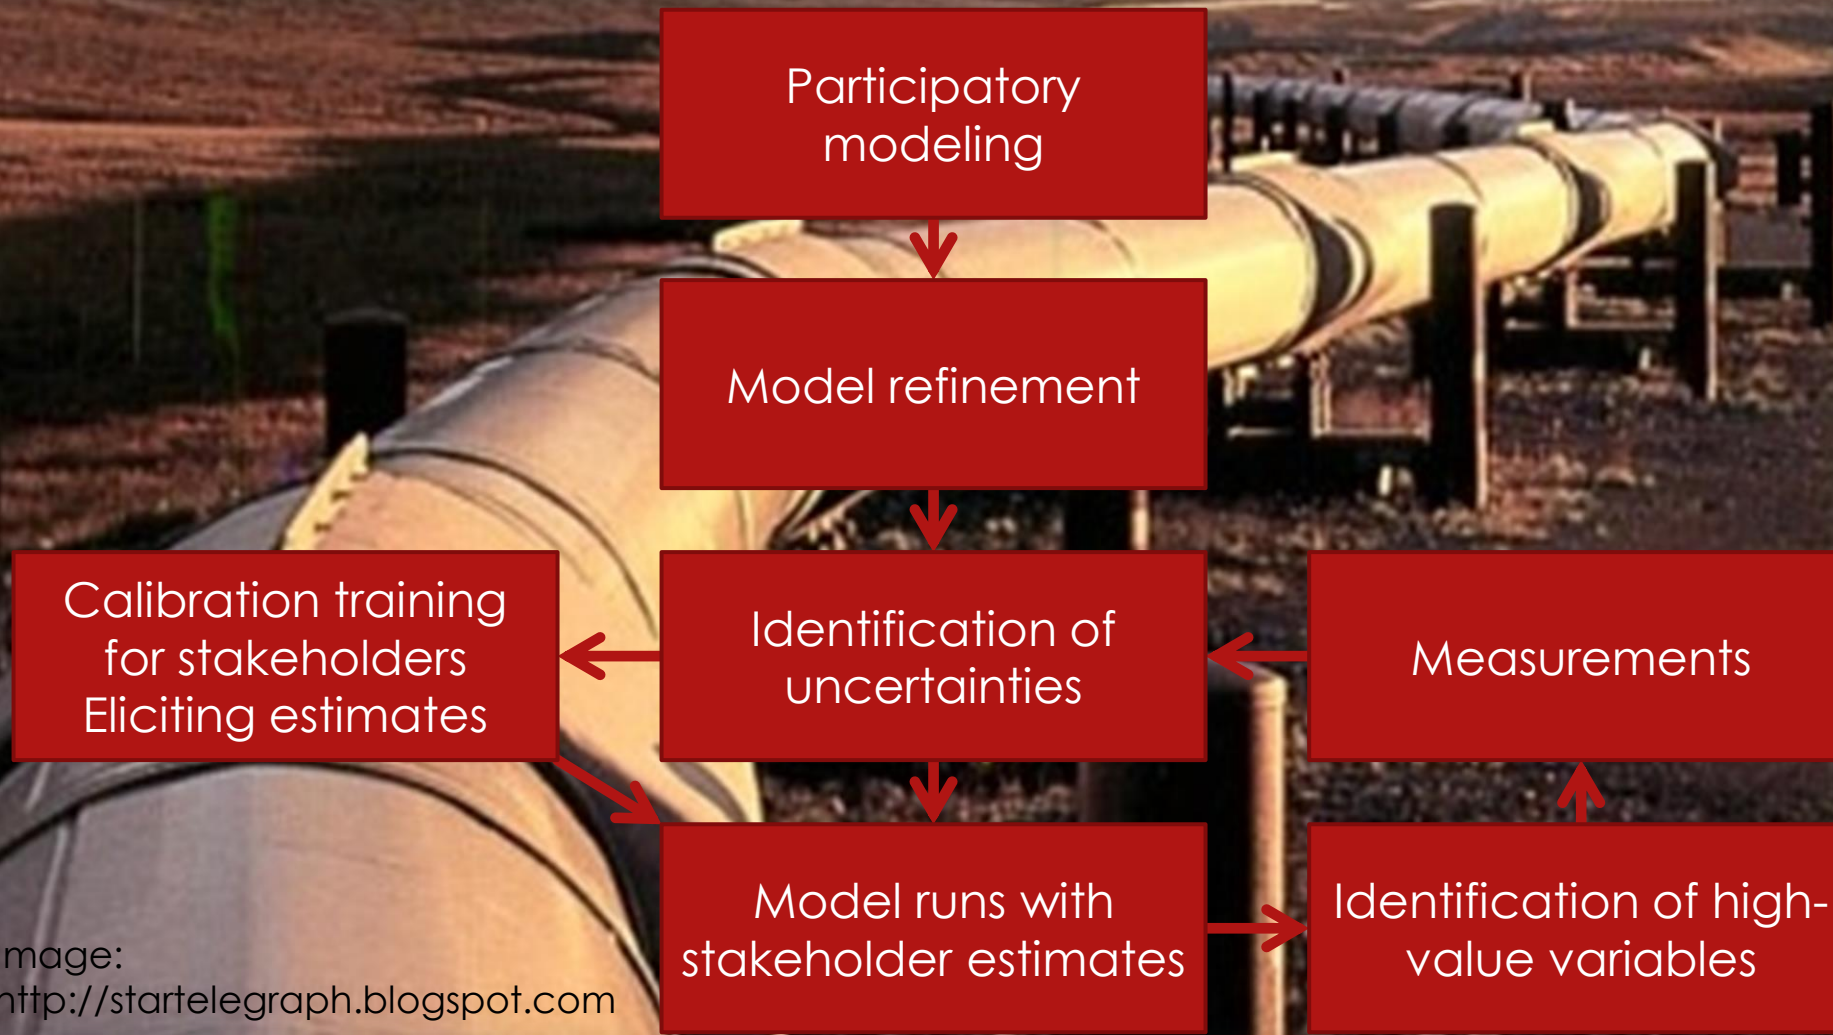 Participatory
modeling
Model refinement
Calibration training
for stakeholders
Eliciting estimates
Identification of
uncertainties
Measurements
Model runs with
stakeholder estimates
Identification of high-
value variables
mage:
http://startelegraph.blogspot.com